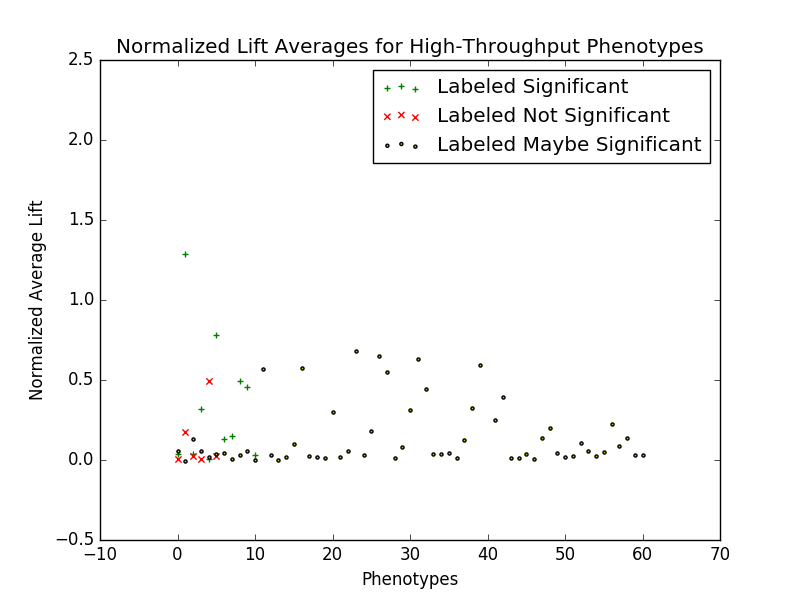 Normalized Lift Averages for High-Throughput Phenotypes
2.5
Labeled Significant
Labeled Not Significant
Labeled Maybe Significant
2.0
1.5
1.0
0.5
0.0
−0.5
Normalized Average Lift
−10 0 10 20 30 40 50 60 70
Phenotypes